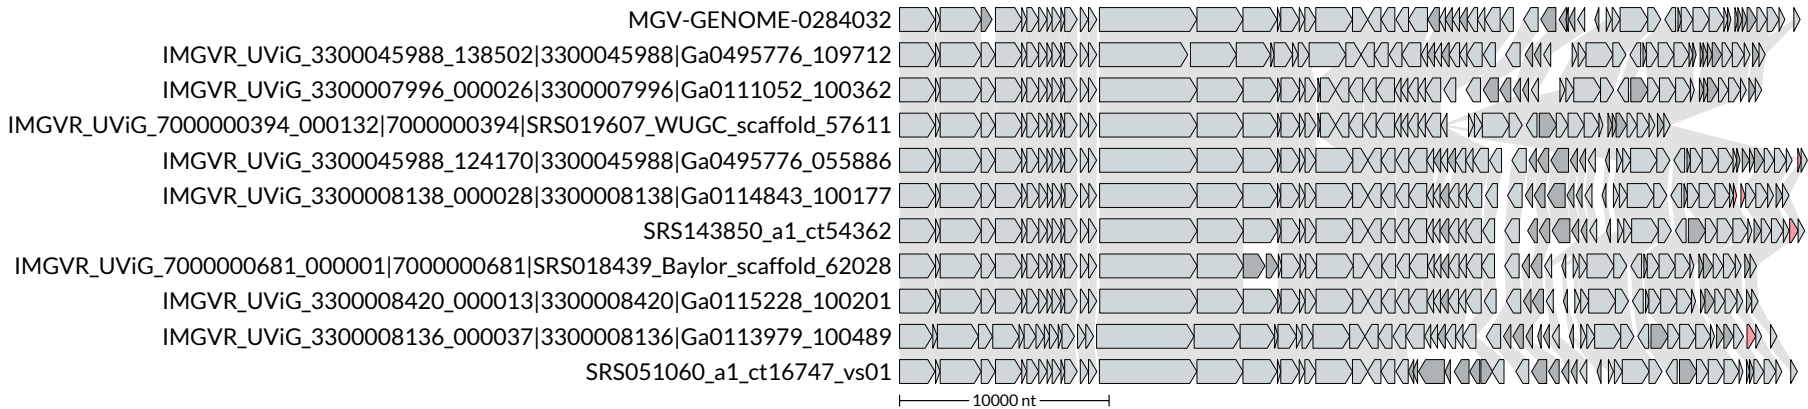 MGV-GENOME-0284032
IMGVR_UViG_3300045988_138502|3300045988|Ga0495776_109712
IMGVR_UViG_3300007996_000026|3300007996|Ga0111052_100362
IMGVR_UViG_7000000394_000132|7000000394|SRS019607_WUGC_scaffold_57611
IMGVR_UViG_3300045988_124170|3300045988|Ga0495776_055886
IMGVR_UViG_3300008138_000028|3300008138|Ga0114843_100177
SRS143850_a1_ct54362
IMGVR_UViG_7000000681_000001|7000000681|SRS018439_Baylor_scaffold_62028
IMGVR_UViG_3300008420_000013|3300008420|Ga0115228_100201
IMGVR_UViG_3300008136_000037|3300008136|Ga0113979_100489
SRS051060_a1_ct16747_vs01
10000 nt